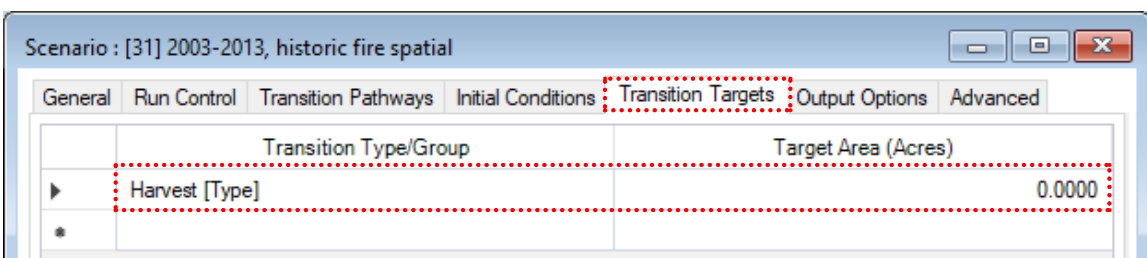 Scenario : [31] 2003-2013, historic fire spatial
General Run Control Transition Pathways Initial Conditions Transition Targets Output Options Advanced
Transition Type/Group Target Area (Acres)
Harvest [Type] 0.0000